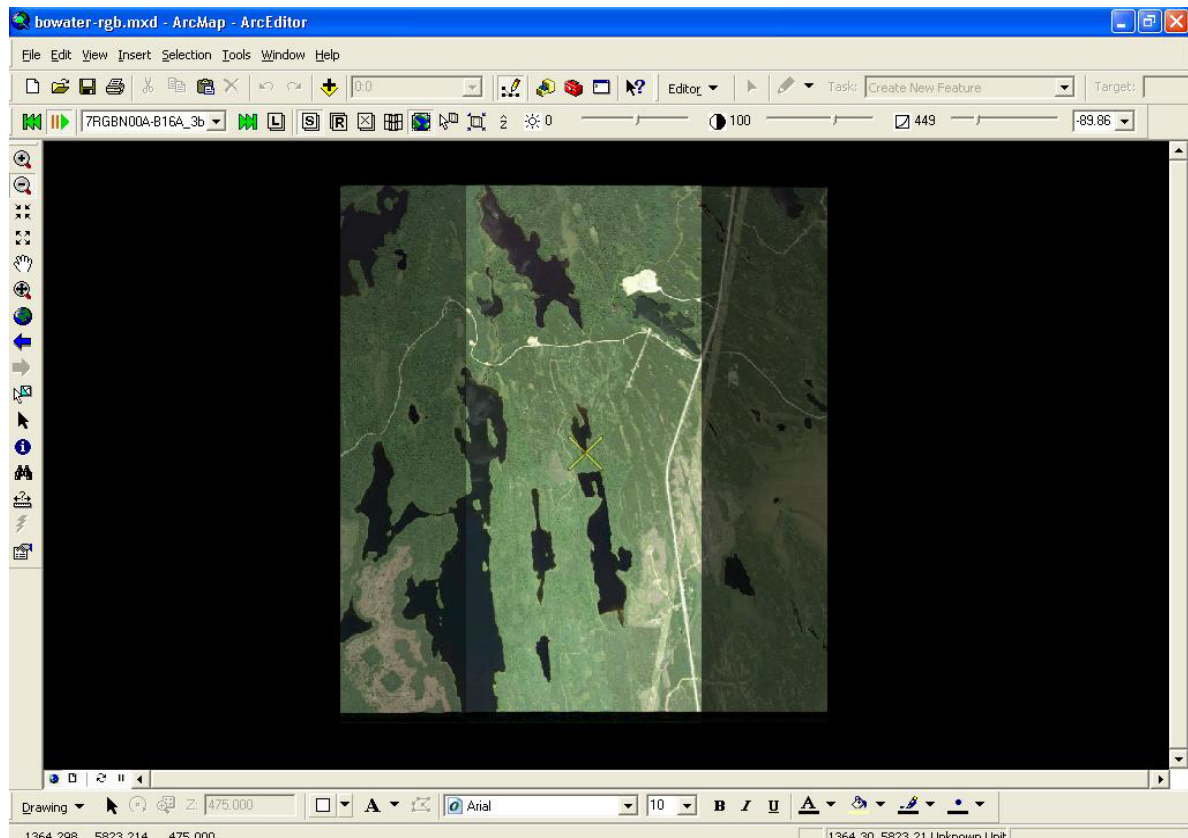 bowater-rgb.mxd - ArcMap - ArcEditor
File Edit View Insert Selection Tools Window Help
0:0 Editor Task: Create New Feature Target:
7RGBN00A-B16A_3b L S R 2 0 100 449 -89.86
Drawing Z: 475.000 A Arial 10 B I U A
1364.298 5823.214 475.000 1364.30 5823.21 Unknown Unit